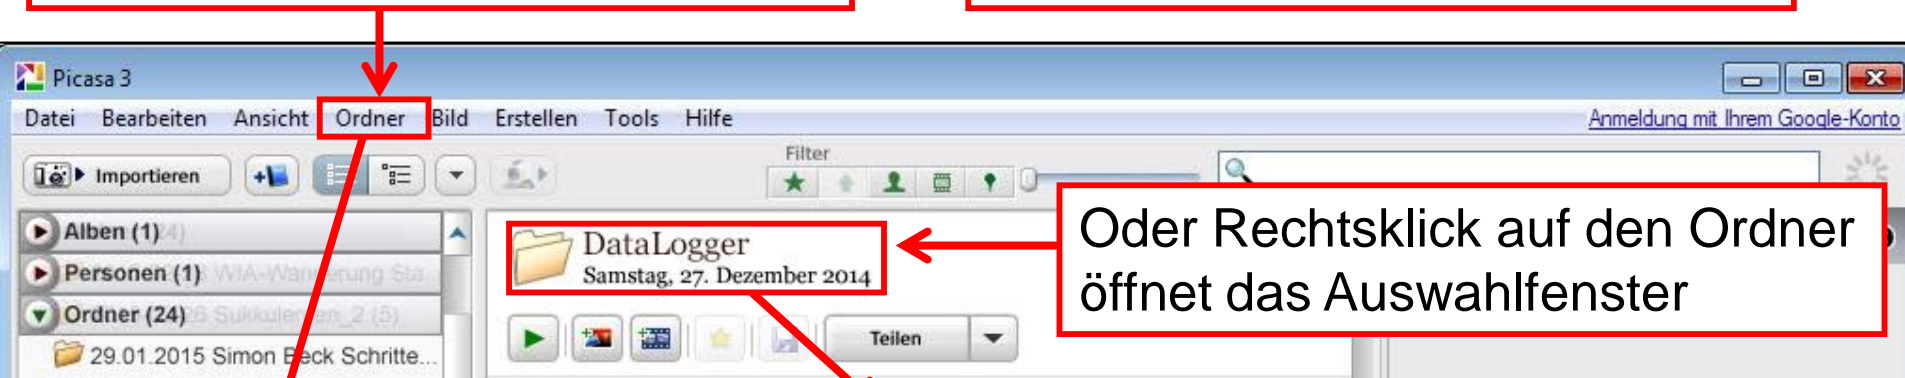 Picasa 3
Datei Bearbeiten Ansicht Ordner Bild Erstellen Tools Hilfe
Anmeldung mit Ihrem Google-Konto
Importieren
Filter
Alben (1)
Personen (1)
Ordner (24)
29.01.2015 Simon Beck Schritte...
DataLogger
Samstag, 27. Dezember 2014
Teilen
Oder Rechtsklick auf den Ordner
öffnet das Auswahlfenster